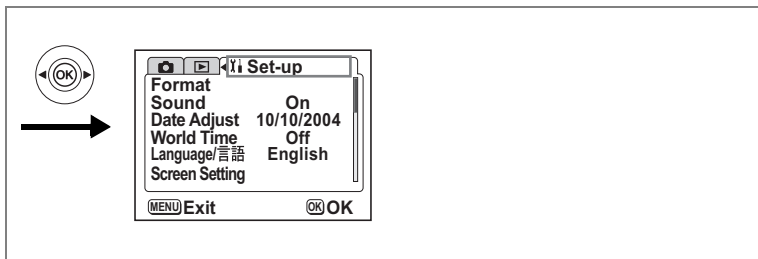 OK
Set-up
Format
Sound On
Date Adjust 10/10/2004
World Time Off
Language/言語 English
Screen Setting
MENU Exit OK OK